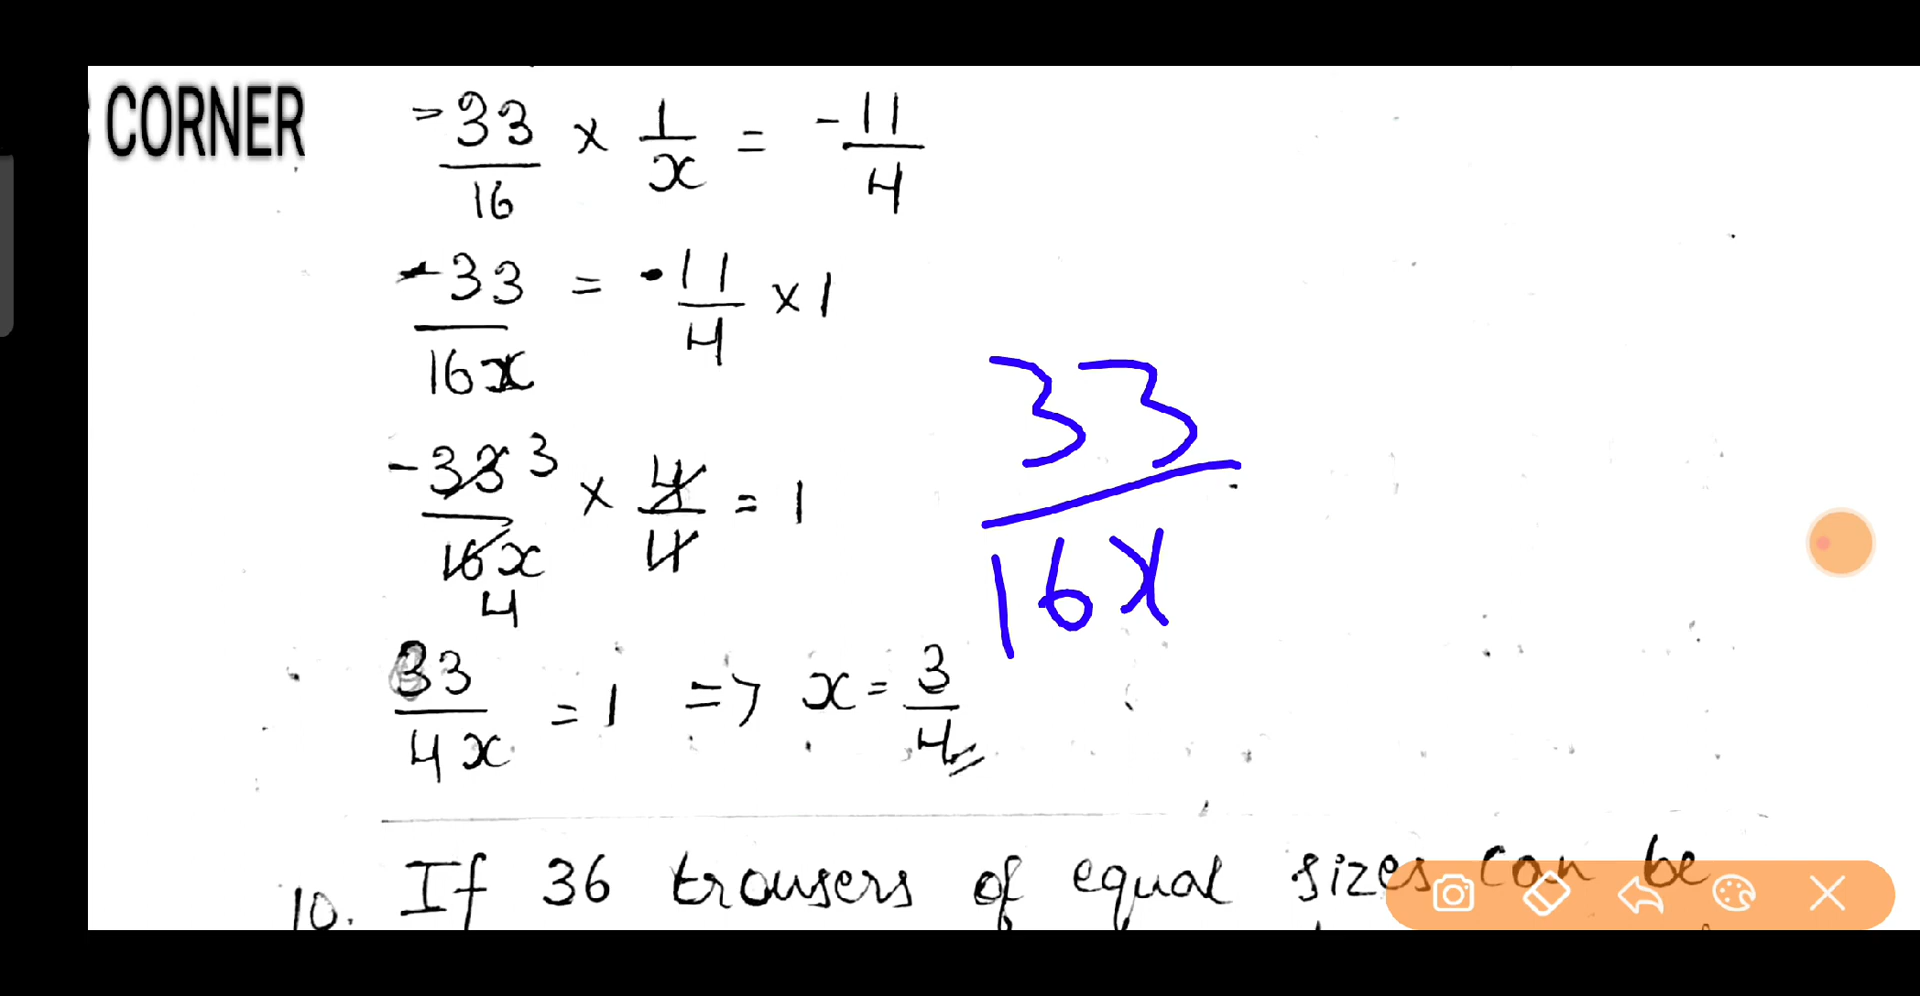 CORNER
-33/16 × 1/x = -11/4
-33/16x = -11/4 × 1
33/16x
-33 3/16x 4 × 4/11 = 1
33/4x = 1 => x = 3/4
10. If 36 trousers of equal sizes can be